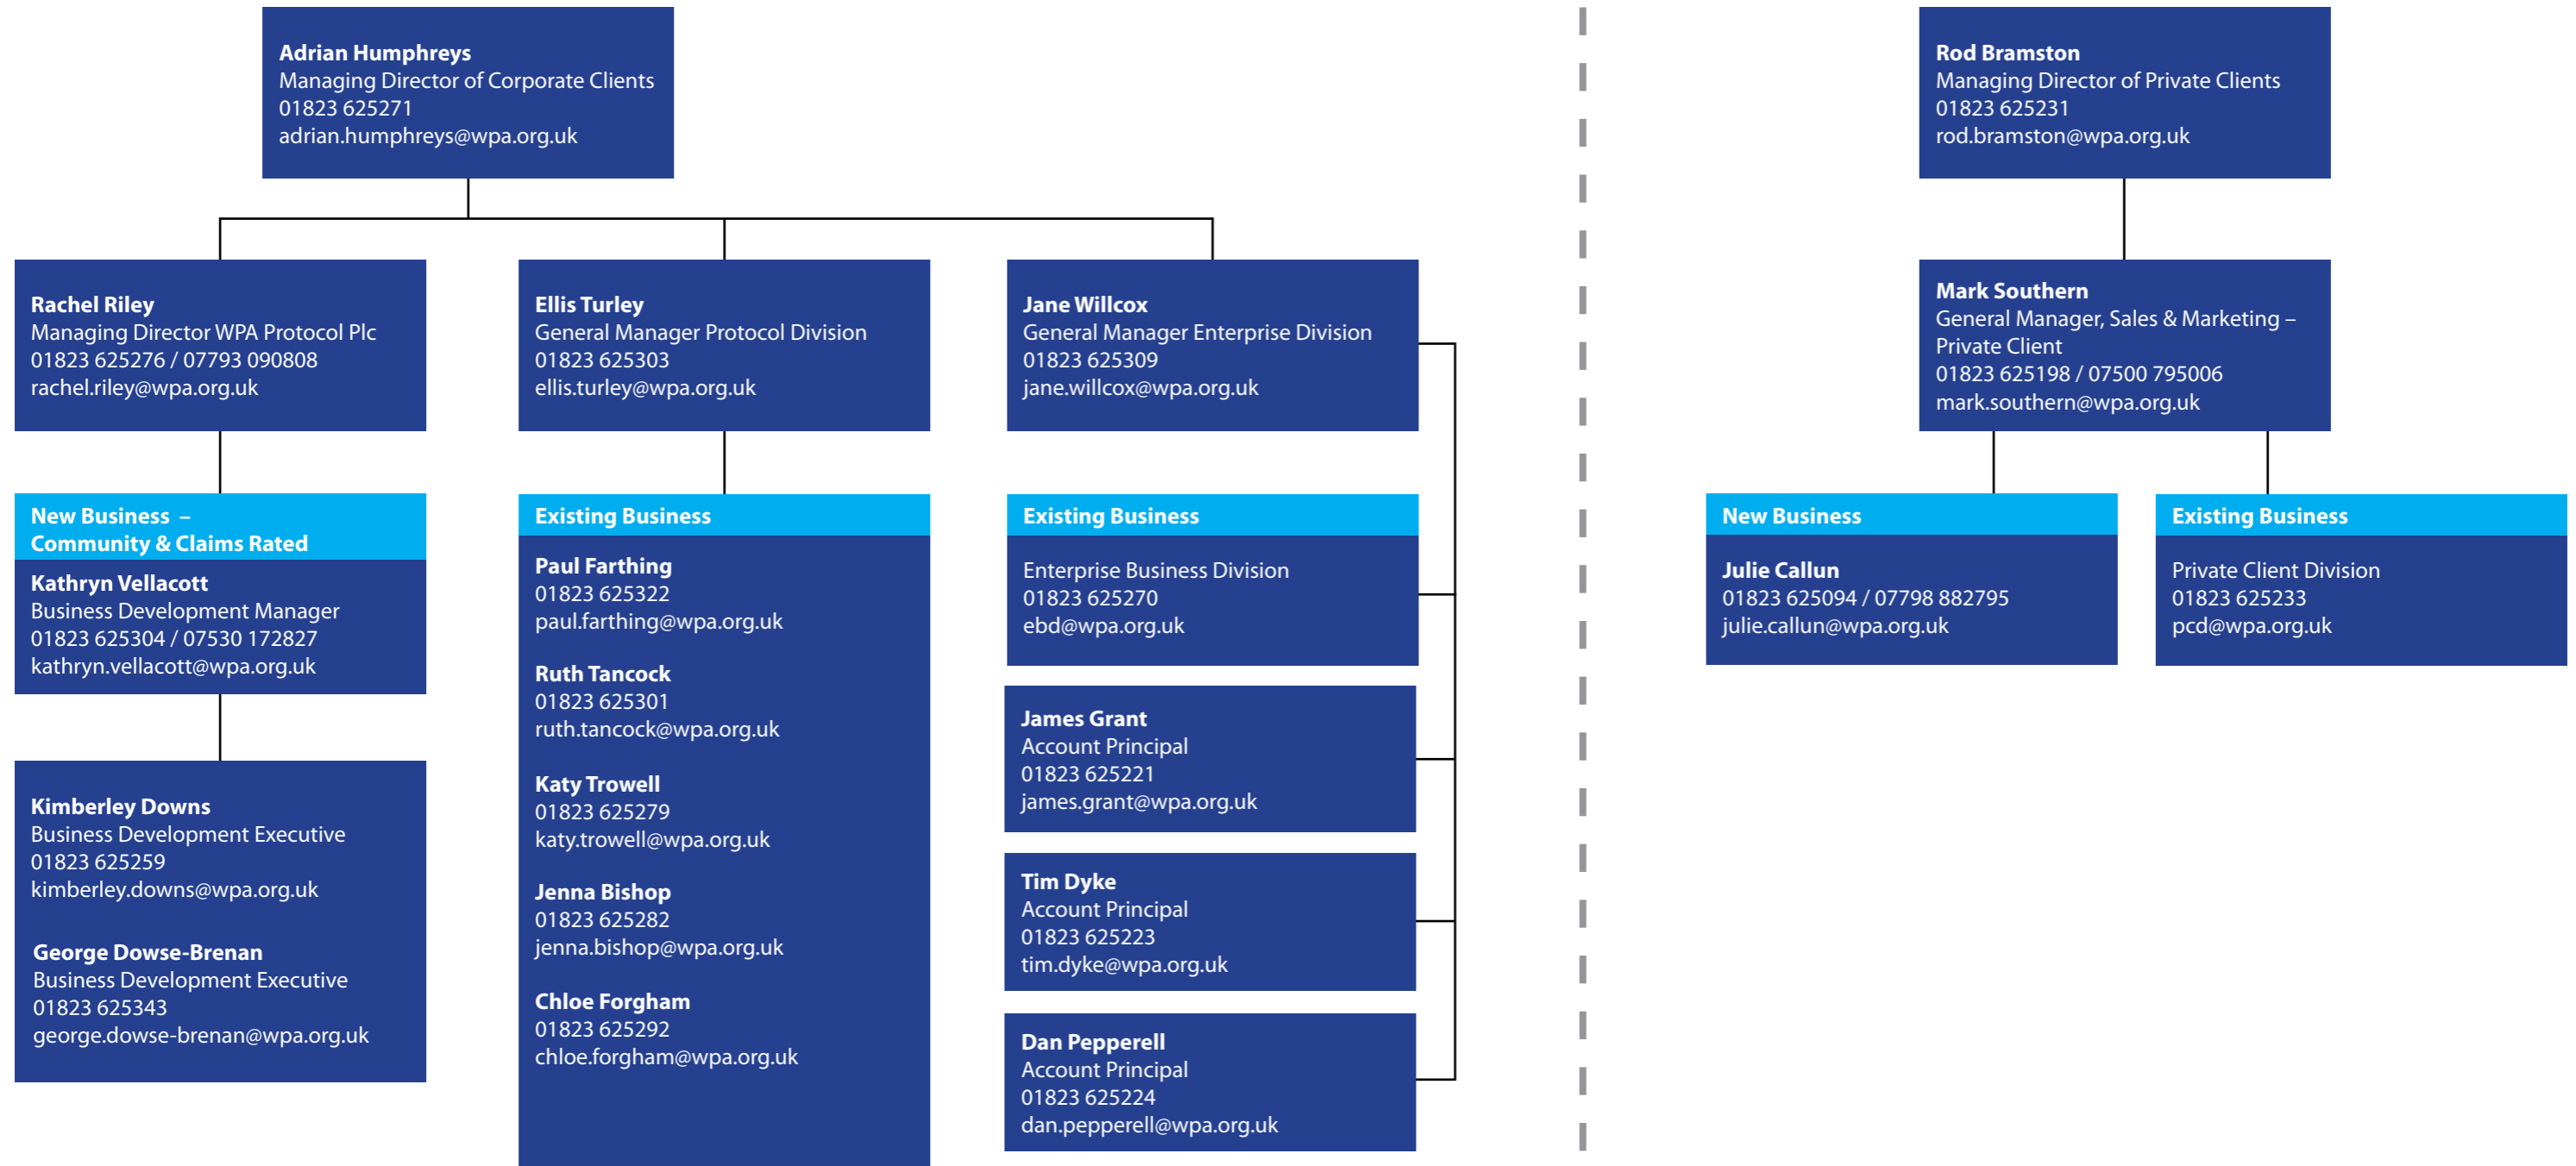 Adrian Humphreys
Managing Director of Corporate Clients
01823 625271
adrian.humphreys@wpa.org.uk
Rachel Riley
Managing Director WPA Protocol Plc
01823 625276 / 07793 090808
rachel.riley@wpa.org.uk
New Business –
Community & Claims Rated
Kathryn Vellacott
Business Development Manager
01823 625304 / 07530 172827
kathryn.vellacott@wpa.org.uk
Kimberley Downs
Business Development Executive
01823 625259
kimberley.downs@wpa.org.uk
George Dowse-Brenan
Business Development Executive
01823 625343
george.dowse-brenan@wpa.org.uk
Ellis Turley
General Manager Protocol Division
01823 625303
ellis.turley@wpa.org.uk
Existing Business
Paul Farthing
01823 625322
paul.farthing@wpa.org.uk
Ruth Tancock
01823 625301
ruth.tancock@wpa.org.uk
Katy Trowell
01823 625279
katy.trowell@wpa.org.uk
Jenna Bishop
01823 625282
jenna.bishop@wpa.org.uk
Chloe Forgham
01823 625292
chloe.forgham@wpa.org.uk
Jane Willcox
General Manager Enterprise Division
01823 625309
jane.willcox@wpa.org.uk
Existing Business
Enterprise Business Division
01823 625270
ebd@wpa.org.uk
James Grant
Account Principal
01823 625221
james.grant@wpa.org.uk
Tim Dyke
Account Principal
01823 625223
tim.dyke@wpa.org.uk
Dan Pepperell
Account Principal
01823 625224
dan.pepperell@wpa.org.uk
Rod Bramston
Managing Director of Private Clients
01823 625231
rod.bramston@wpa.org.uk
Mark Southern
General Manager, Sales & Marketing –
Private Client
01823 625198 / 07500 795006
mark.southern@wpa.org.uk
New Business
Julie Callun
01823 625094 / 07798 882795
julie.callun@wpa.org.uk
Existing Business
Private Client Division
01823 625233
pcd@wpa.org.uk